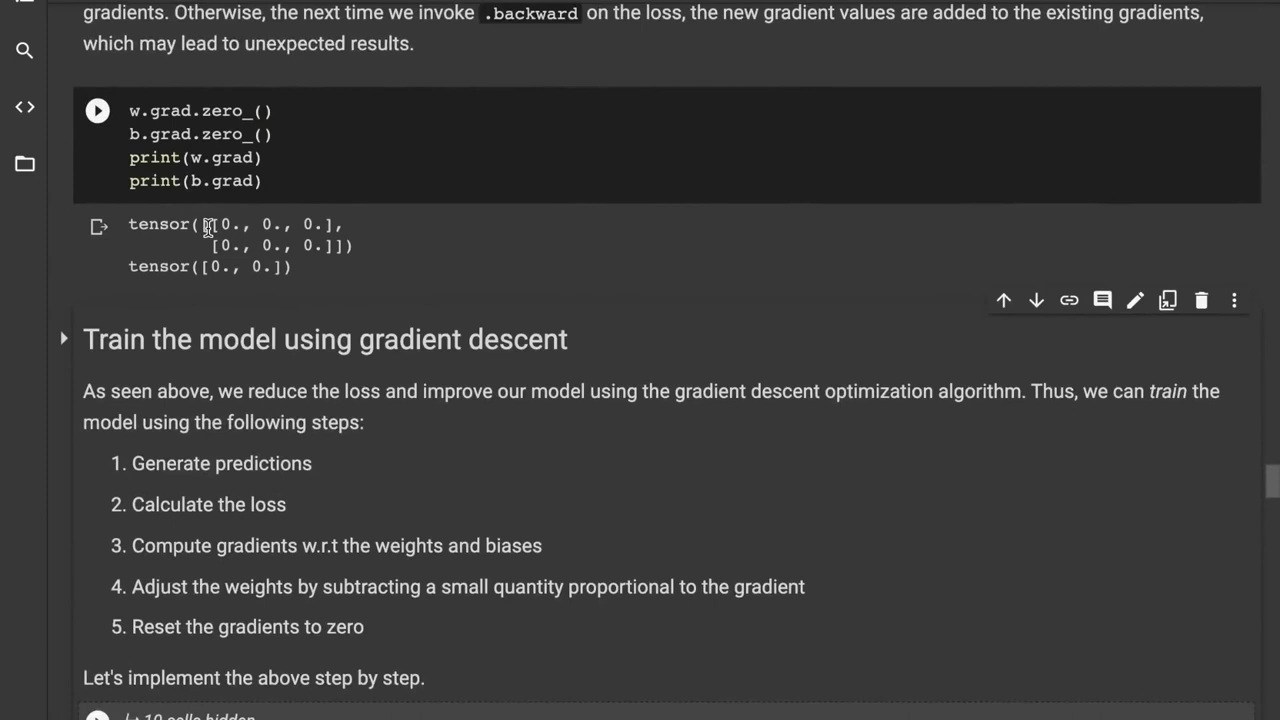 gradients. Otherwise, the next time we invoke .backward on the loss, the new gradient values are added to the existing gradients,
which may lead to unexpected results.
w.grad.zero_()
b.grad.zero_()
print(w.grad)
print(b.grad)
tensor([[0., 0., 0.],
[0., 0., 0.]])
tensor([0., 0.])
Train the model using gradient descent
As seen above, we reduce the loss and improve our model using the gradient descent optimization algorithm. Thus, we can train the
model using the following steps:
1. Generate predictions
2. Calculate the loss
3. Compute gradients w.r.t the weights and biases
4. Adjust the weights by subtracting a small quantity proportional to the gradient
5. Reset the gradients to zero
Let's implement the above step by step.
10 cells hidden